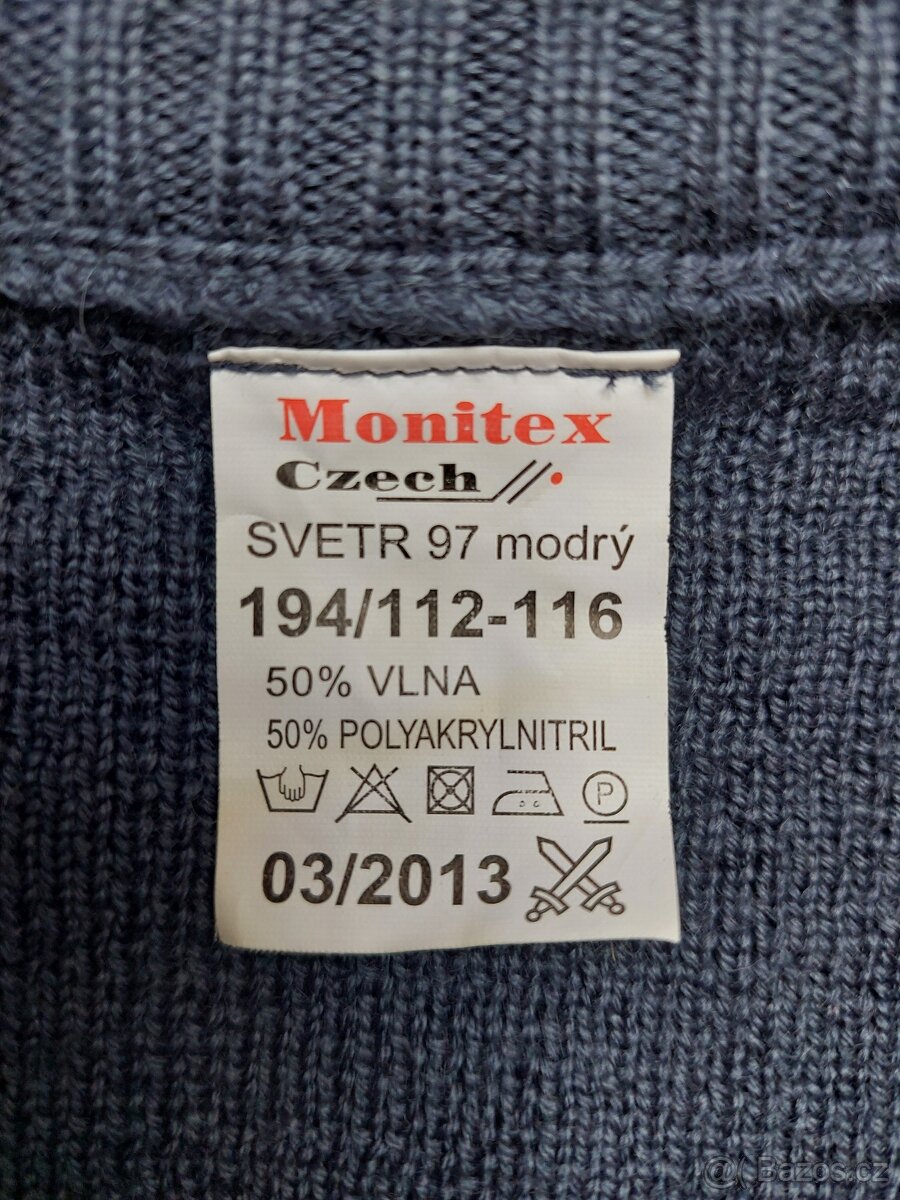 Monitex
Czech
SVETR 97 modrý
194/112-116
50% VLNA
50% POLYAKRYLNITRIL
P
03/2013
@ Bazos.cz